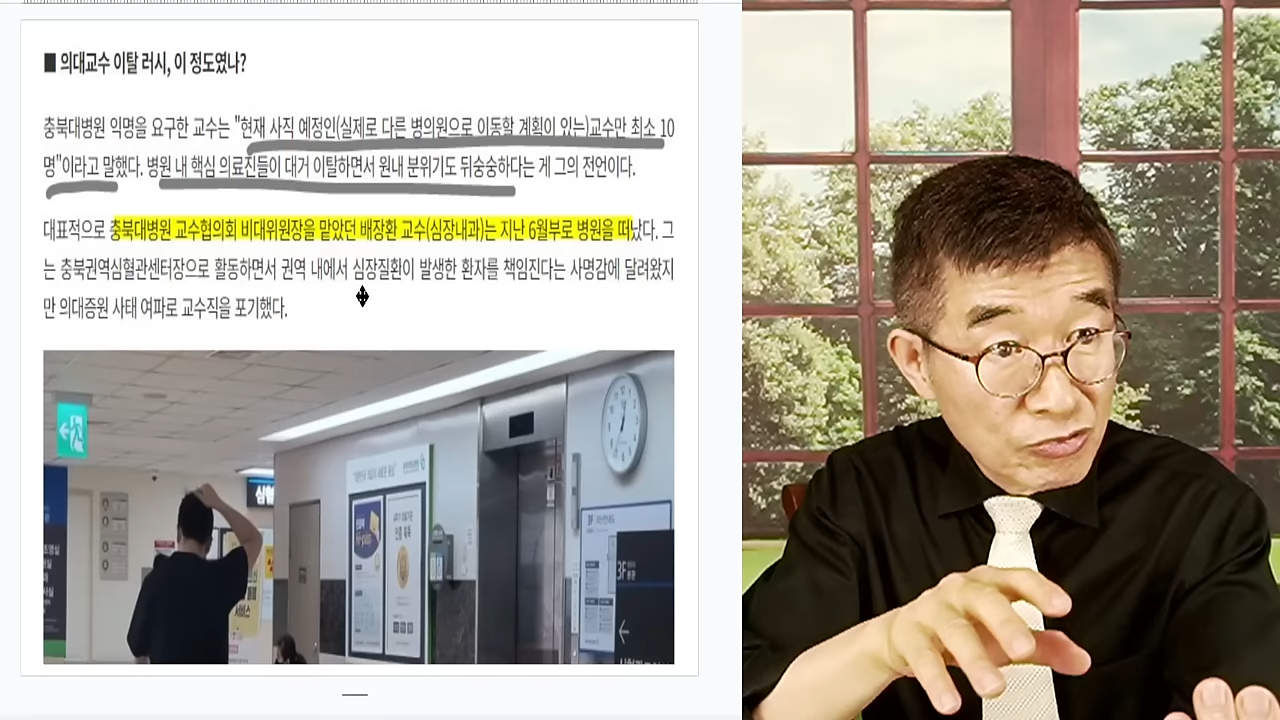 ■ 의대교수 이탈 러시, 이 정도였나?
충북대병원 익명을 요구한 교수는 "현재 사직 예정인(실제로 다른 병의원으로 이동할 계획이 있는)교수만 최소 10
명"이라고 말했다. 병원 내 핵심 의료진들이 대거 이탈하면서 원내 분위기도 뒤숭숭하다는 게 그의 전언이다.
대표적으로 충북대병원 교수협의회 비대위원장을 맡았던 배장환 교수(심장내과)는 지난 6월부로 병원을 떠났다. 그
는 충북권역심혈관센터장으로 활동하면서 권역 내에서 심장질환이 발생한 환자를 책임진다는 사명감에 달려왔지
만 의대증원 사태 여파로 교수직을 포기했다.
심혈
3F
3F